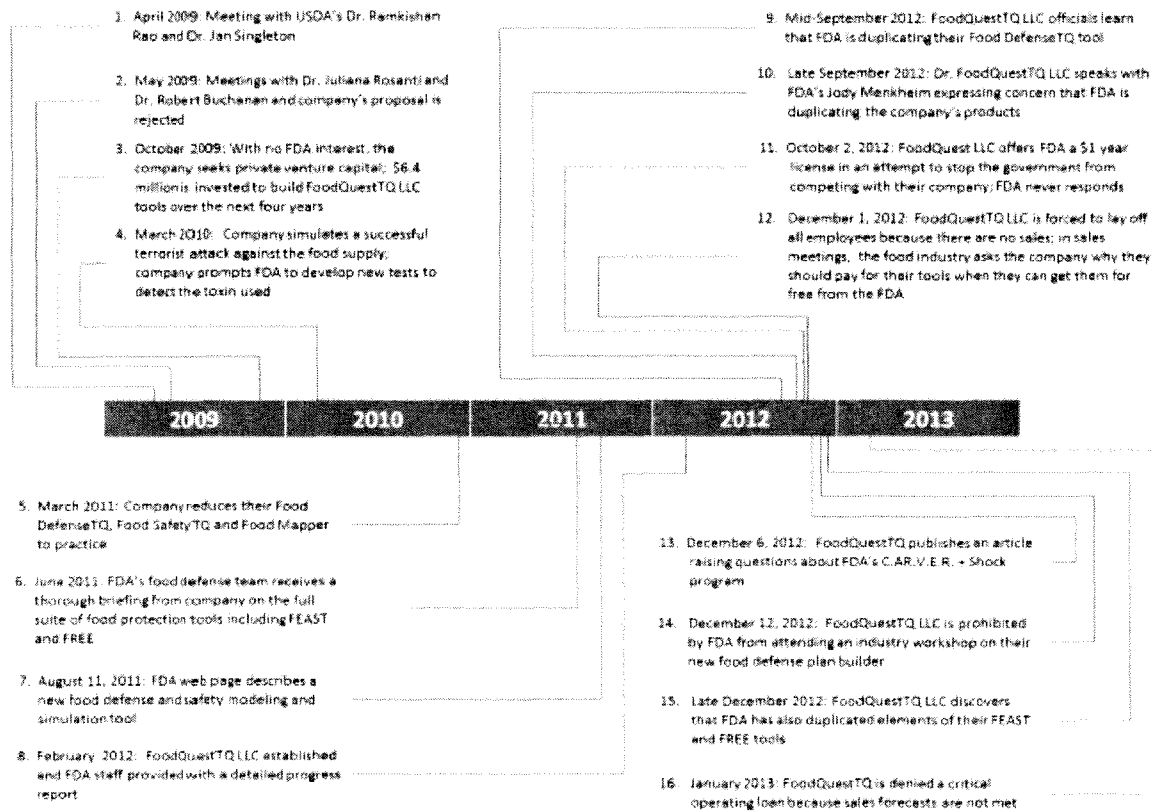 1. April 2009: Meeting with USDA's Dr. Ramkishan
Rao and Dr. Jan Singleton
2. May 2009: Meetings with Dr. Juliana Rosanti and
Dr. Robert Buchanan and company's proposal is
rejected
3. October 2009: With no FDA interest, the
company seeks private venture capital; $6.4
million is invested to build FoodQuestTQ LLC
tools over the next four years
4. March 2010: Company simulates a successful
terrorist attack against the food supply;
company prompts FDA to develop new tests to
detect the toxin used
9. Mid-September 2012: FoodQuestTQ LLC officials learn
that FDA is duplicating their Food DefenseTQ tool
10. Late September 2012: Dr. FoodQuestTQ LLC speaks with
FDA's Jody Menkheim expressing concern that FDA is
duplicating the company's products
11. October 2, 2012: FoodQuest LLC offers FDA a $1 year
license in an attempt to stop the government from
competing with their company; FDA never responds
12. December 1, 2012: FoodQuestTQ LLC is forced to lay off
all employees because there are no sales; in sales
meetings, the food industry asks the company why they
should pay for their tools when they can get them for
free from the FDA
2009 2010 2011 2012 2013
5. March 2011: Company reduces their Food
DefenseTQ, Food SafetyTQ and Food Mapper
to practice
6. June 2011: FDA's food defense team receives a
thorough briefing from company on the full
suite of food protection tools including FEAST
and FREE
7. August 11, 2011: FDA web page describes a
new food defense and safety modeling and
simulation tool
8. February 2012: FoodQuestTQ LLC established
and FDA staff provided with a detailed progress
report
13. December 6, 2012: FoodQuestTQ publishes an article
raising questions about FDA's C.AR.V.E.R. + Shock
program
14. December 12, 2012: FoodQuestTQ LLC is prohibited
by FDA from attending an industry workshop on their
new food defense plan builder
15. Late December 2012: FoodQuestTQ LLC discovers
that FDA has also duplicated elements of their FEAST
and FREE tools
16. January 2013: FoodQuestTQ is denied a critical
operating loan because sales forecasts are not met